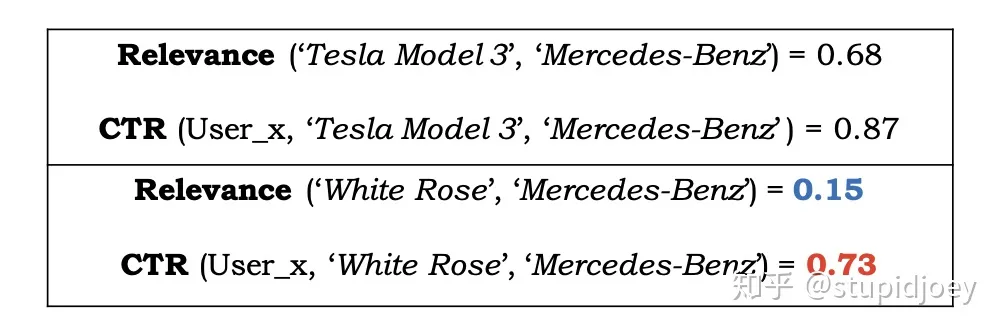 Relevance (‘Tesla Model 3’, ‘Mercedes-Benz’) = 0.68
CTR (User_x, ‘Tesla Model 3’, ‘Mercedes-Benz’ ) = 0.87
Relevance (‘White Rose’, ‘Mercedes-Benz’) = 0.15
CTR (User_x, ‘White Rose’, ‘Mercedes-Benz’) = 0.73
知乎 @stupidjoey